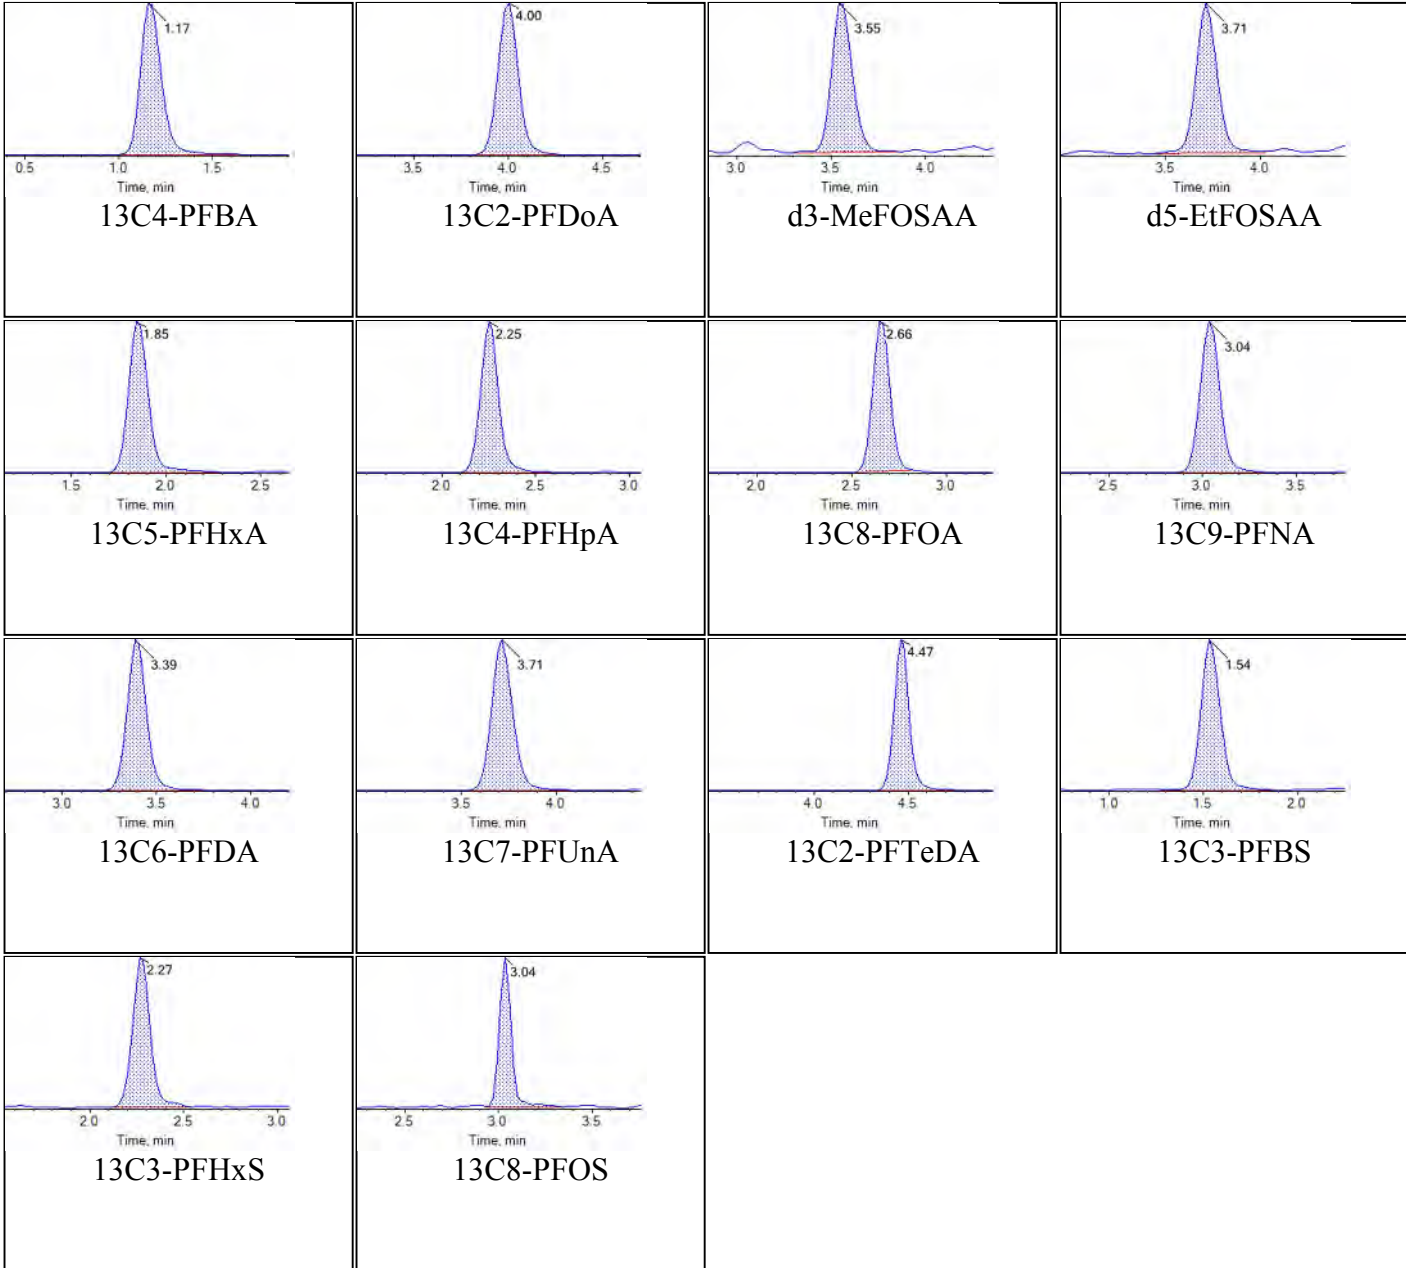 1.17
0.5 1.0 1.5
Time, min
13C4-PFBA
4.00
3.5 4.0 4.5
Time, min
13C2-PFDoA
3.55
3.0 3.5 4.0
Time, min
d3-MeFOSAA
3.71
3.5 4.0
Time, min
d5-EtFOSAA
1.85
1.5 2.0 2.5
Time, min
13C5-PFHxA
2.25
2.0 2.5 3.0
Time, min
13C4-PFHpA
2.66
2.0 2.5 3.0
Time, min
13C8-PFOA
3.04
2.5 3.0 3.5
Time, min
13C9-PFNA
3.39
3.0 3.5 4.0
Time, min
13C6-PFDA
3.71
3.5 4.0
Time, min
13C7-PFUnA
4.47
4.0 4.5
Time, min
13C2-PFTeDA
1.54
1.0 1.5 2.0
Time, min
13C3-PFBS
2.27
2.0 2.5 3.0
Time, min
13C3-PFHxS
3.04
2.5 3.0 3.5
Time, min
13C8-PFOS